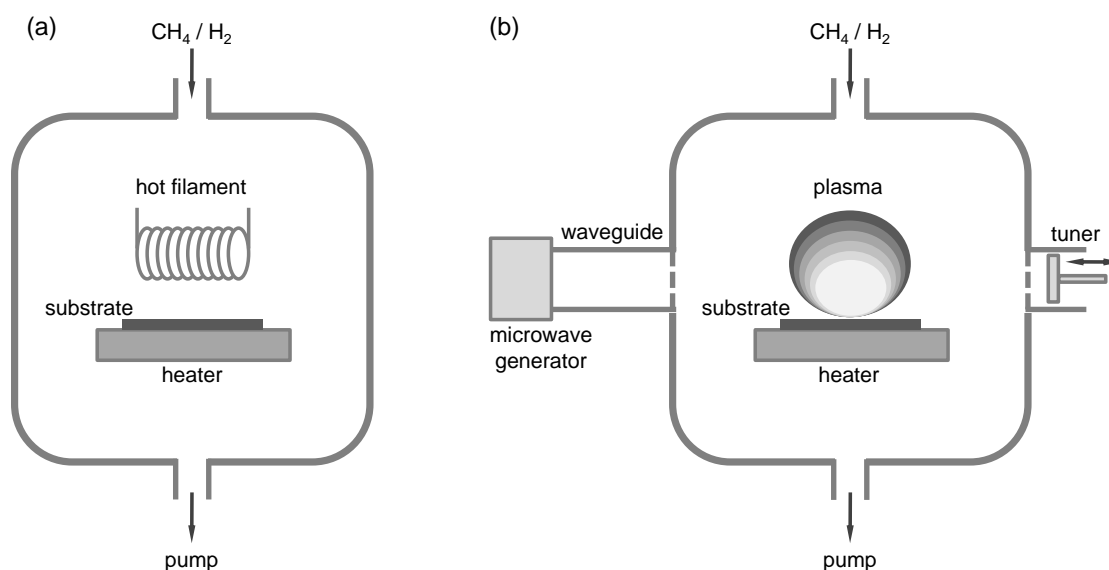 (a)
CH₄ / H₂
hot filament
substrate
heater
pump
(b)
CH₄ / H₂
plasma
waveguide
tuner
substrate
microwave
generator
heater
pump